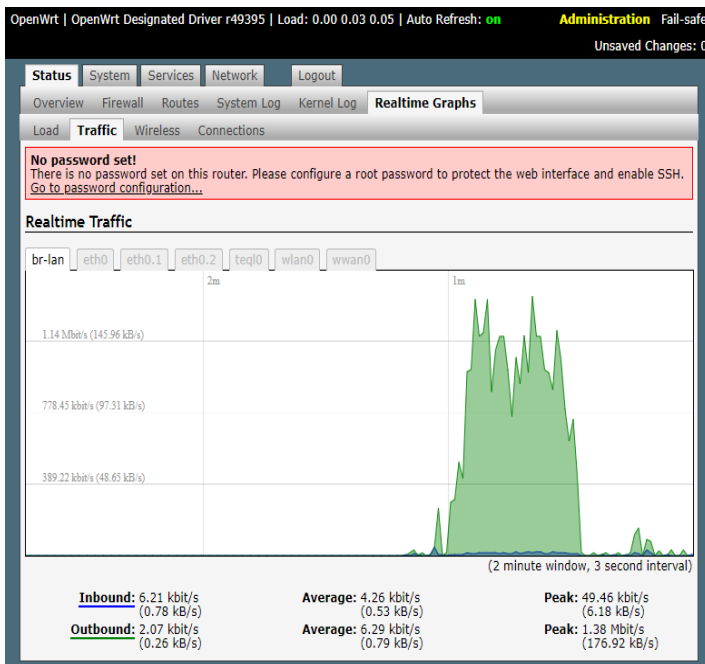 OpenWrt | OpenWrt Designated Driver r49395 | Load: 0.00 0.03 0.05 | Auto Refresh: on Administration Fail-safe
Unsaved Changes: 0
Status System Services Network Logout
Overview Firewall Routes System Log Kernel Log Realtime Graphs
Load Traffic Wireless Connections
No password set!
There is no password set on this router. Please configure a root password to protect the web interface and enable SSH.
Go to password configuration...
Realtime Traffic
br-lan eth0 eth0.1 eth0.2 teql0 wlan0 wwan0
2m 1m
1.14 Mbit/s (145.96 kB/s)
778.45 kbit/s (97.31 kB/s)
389.22 kbit/s (48.65 kB/s)
(2 minute window, 3 second interval)
Inbound: 6.21 kbit/s Average: 4.26 kbit/s Peak: 49.46 kbit/s
(0.78 kB/s) (0.53 kB/s) (6.18 kB/s)
Outbound: 2.07 kbit/s Average: 6.29 kbit/s Peak: 1.38 Mbit/s
(0.26 kB/s) (0.79 kB/s) (176.92 kB/s)